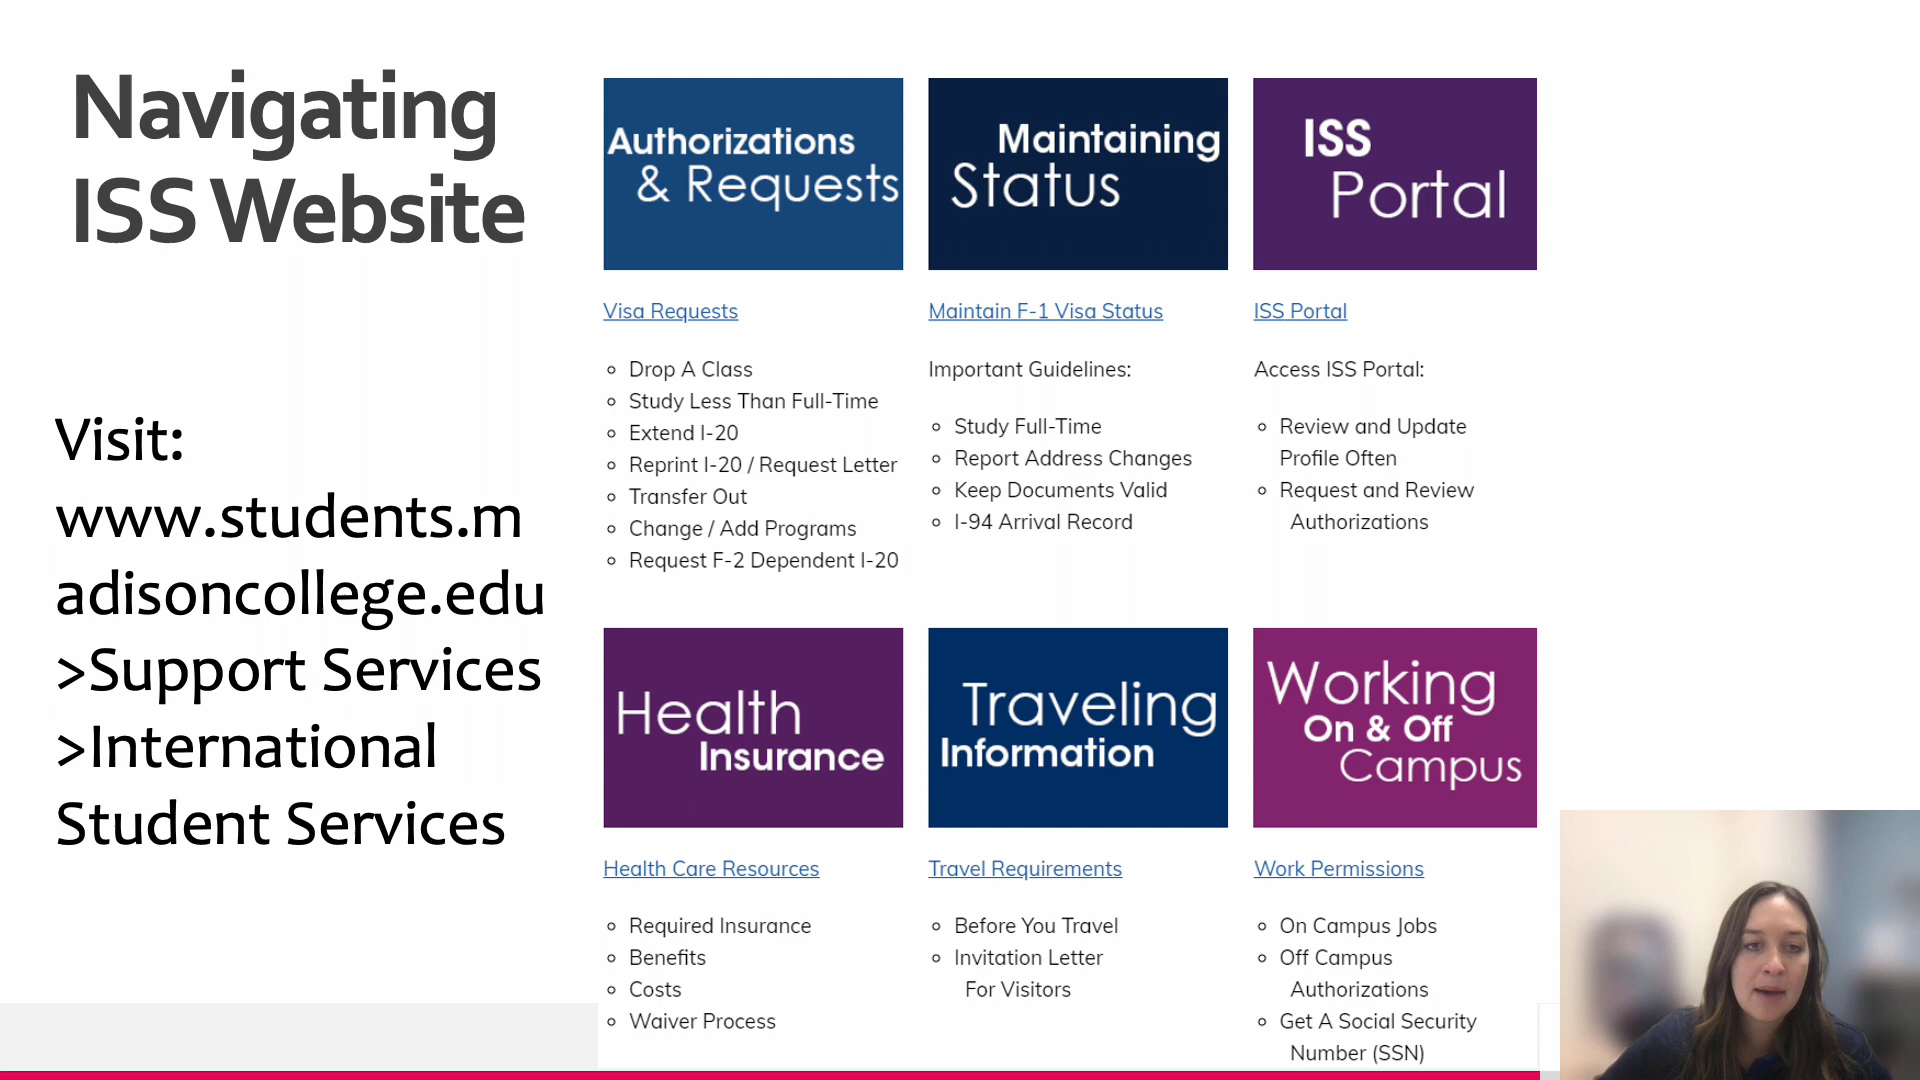 Navigating
ISS Website
Visit:
www.students.m
adisoncollege.edu
>Support Services
>International
Student Services
Authorizations
& Requests
Visa Requests
Drop A Class
Study Less Than Full-Time
Extend I-20
Reprint I-20 / Request Letter
Transfer Out
Change / Add Programs
Request F-2 Dependent I-20
Maintaining
Status
Maintain F-1 Visa Status
Important Guidelines:
Study Full-Time
Report Address Changes
Keep Documents Valid
I-94 Arrival Record
ISS
Portal
ISS Portal
Access ISS Portal:
Review and Update
Profile Often
Request and Review
Authorizations
Health
Insurance
Health Care Resources
Required Insurance
Benefits
Costs
Waiver Process
Traveling
Information
Travel Requirements
Before You Travel
Invitation Letter
For Visitors
Working
On & Off
Campus
Work Permissions
On Campus Jobs
Off Campus
Authorizations
Get A Social Security
Number (SSN)